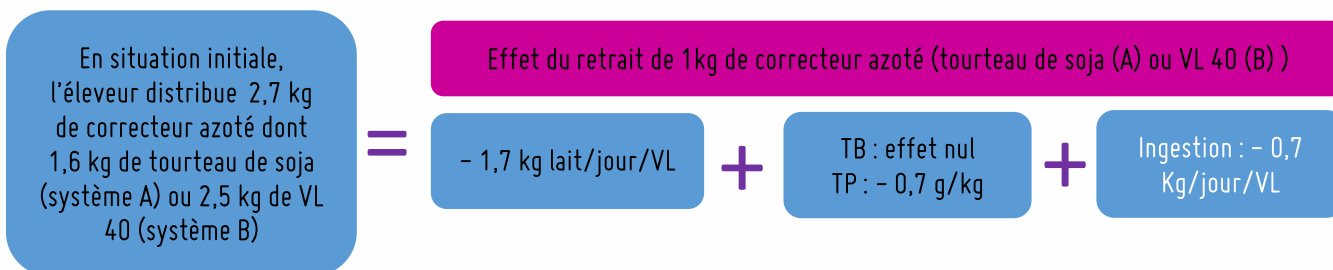 En situation initiale,
l'éleveur distribue 2,7 kg
de correcteur azoté dont
1,6 kg de tourteau de soja
(système A) ou 2,5 kg de VL
40 (système B)
=
Effet du retrait de 1kg de correcteur azoté (tourteau de soja (A) ou VL 40 (B) )
- 1,7 kg lait/jour/VL
+
TB : effet nul
TP : - 0,7 g/kg
+
Ingestion : - 0,7
Kg/jour/VL